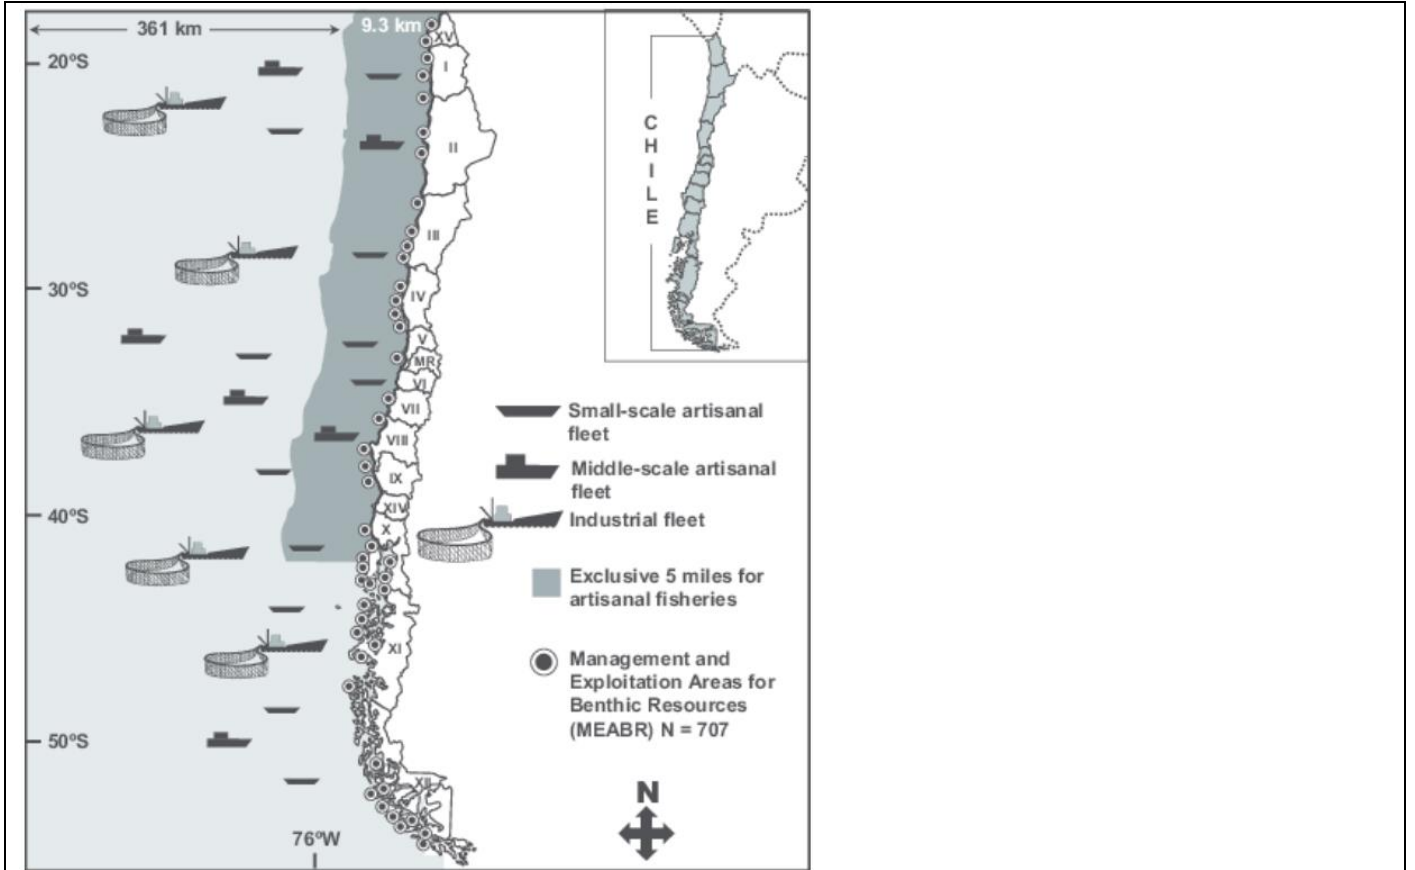 361 km
9.3 km
20ºS
30ºS
40ºS
50ºS
76ºW
XV
I
II
III
IV
V
MR
VI
VII
VIII
IX
XIV
X
XI
XII
C
H
I
L
E
Small-scale artisanal
fleet
Middle-scale artisanal
fleet
Industrial fleet
Exclusive 5 miles for
artisanal fisheries
Management and
Exploitation Areas for
Benthic Resources
(MEABR) N = 707
N